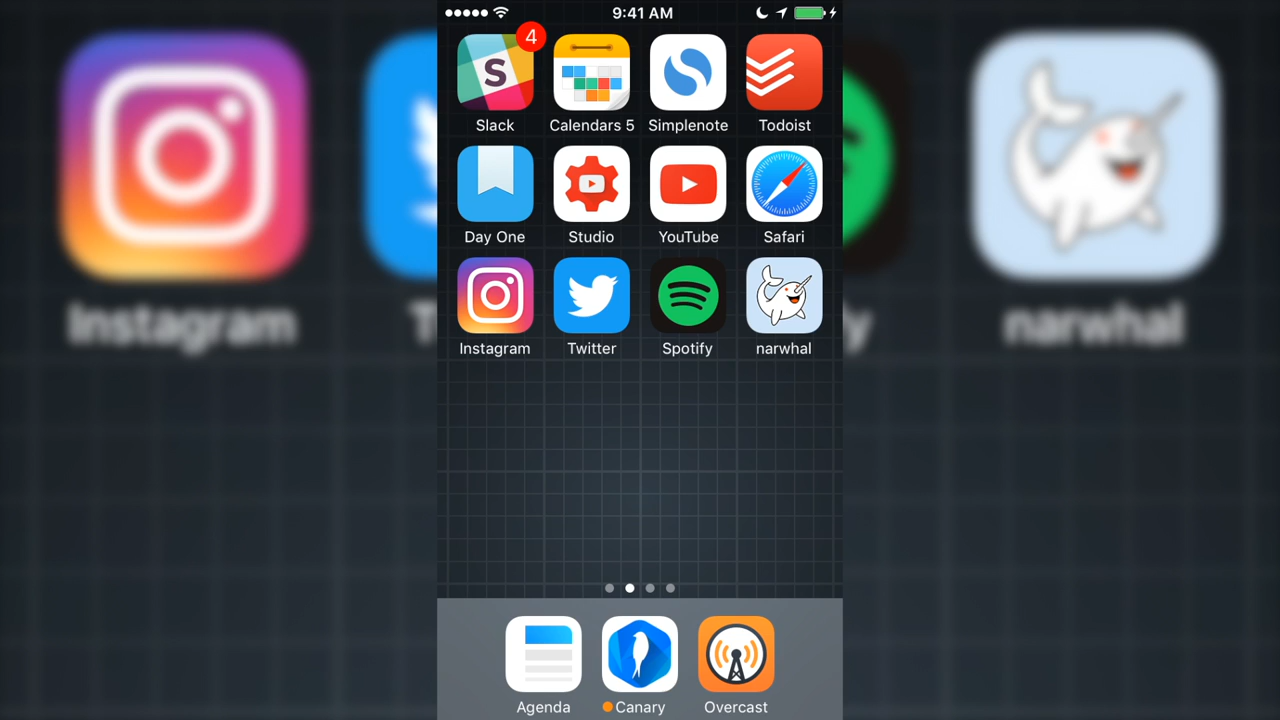 9:41 AM
4
S
Slack
Calendars 5
Simplenote
Todoist
Day One
Studio
YouTube
Safari
Instagram
Twitter
Spotify
narwhal
Agenda
Canary
Overcast
Instagram
T
y
narwhal